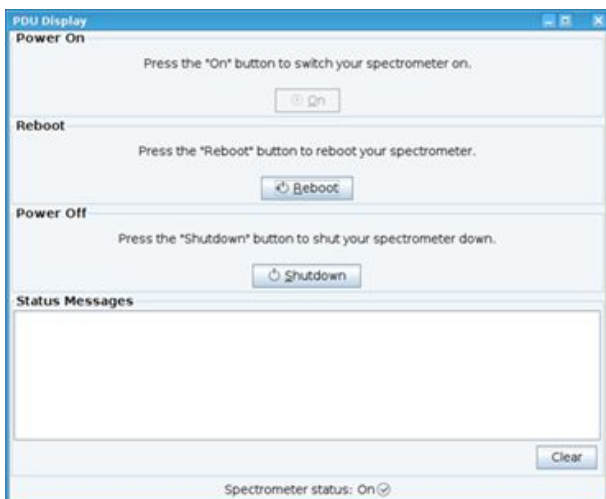 PDU Display
Power On
Press the "On" button to switch your spectrometer on.
On
Reboot
Press the "Reboot" button to reboot your spectrometer.
Reboot
Power Off
Press the "Shutdown" button to shut your spectrometer down.
Shutdown
Status Messages
Clear
Spectrometer status: On